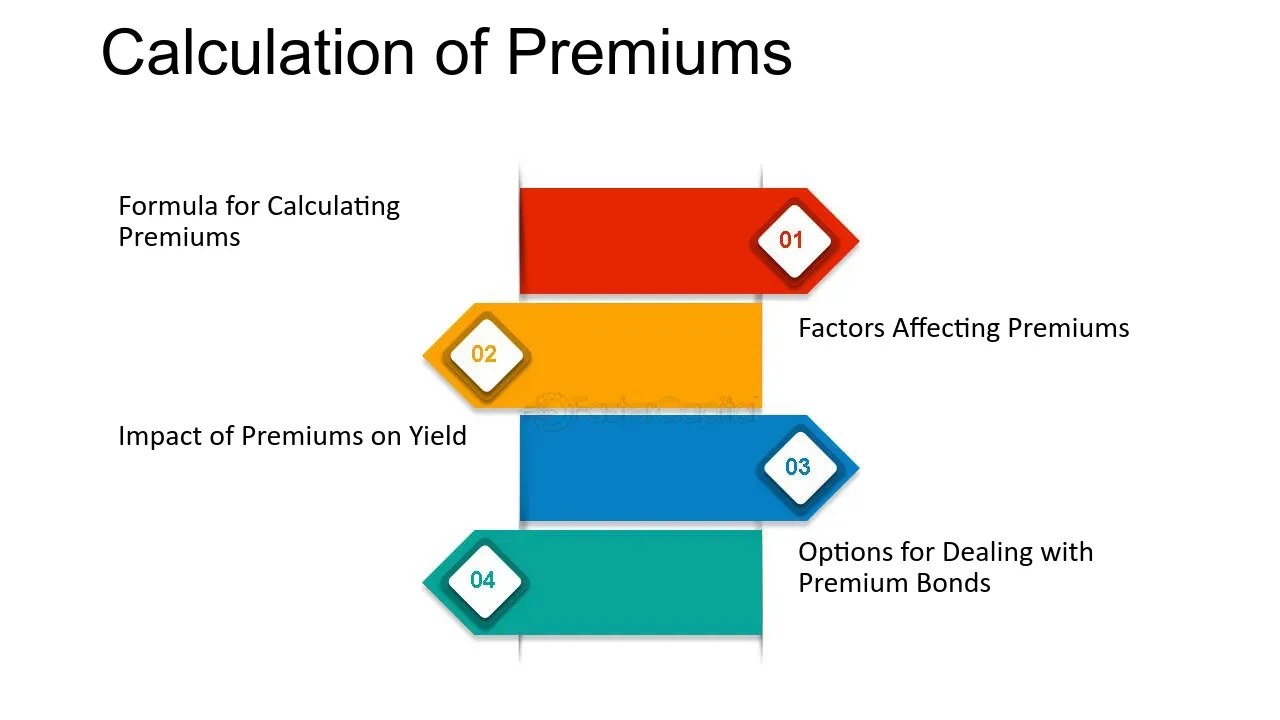 Calculation of Premiums
Formula for Calculating
Premiums
01
02
Factors Affecting Premiums
FasterCapital
Impact of Premiums on Yield
03
04
Options for Dealing with
Premium Bonds